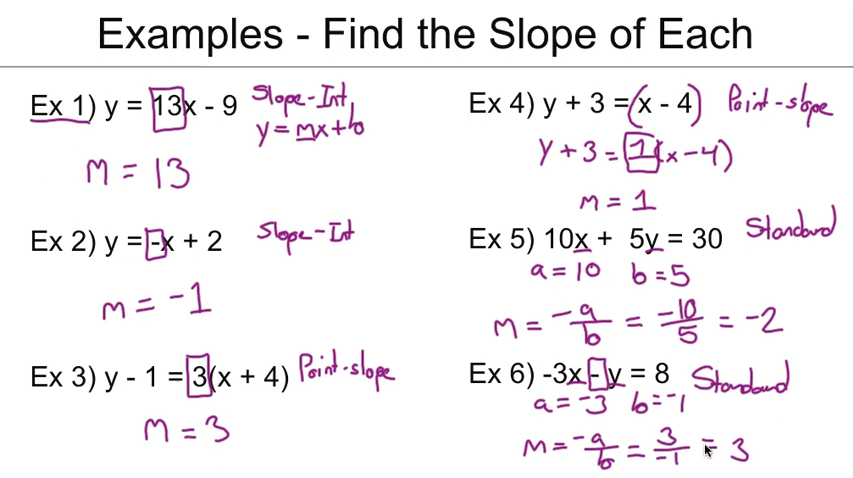 Examples - Find the Slope of Each
Ex 1) y = 13x - 9 Slope-Int
y = mx+b
m = 13
Ex 2) y = -x + 2 Slope-Int
m = -1
Ex 3) y - 1 = 3(x + 4) Point-slope
m = 3
Ex 4) y + 3 = (x - 4) Point-slope
y + 3 = 1(x - 4)
m = 1
Ex 5) 10x + 5y = 30 Standard
a = 10 b = 5
m = -a/b = -10/5 = -2
Ex 6) -3x - y = 8 Standard
a = -3 b = -1
m = -a/b = 3/-1 = 3